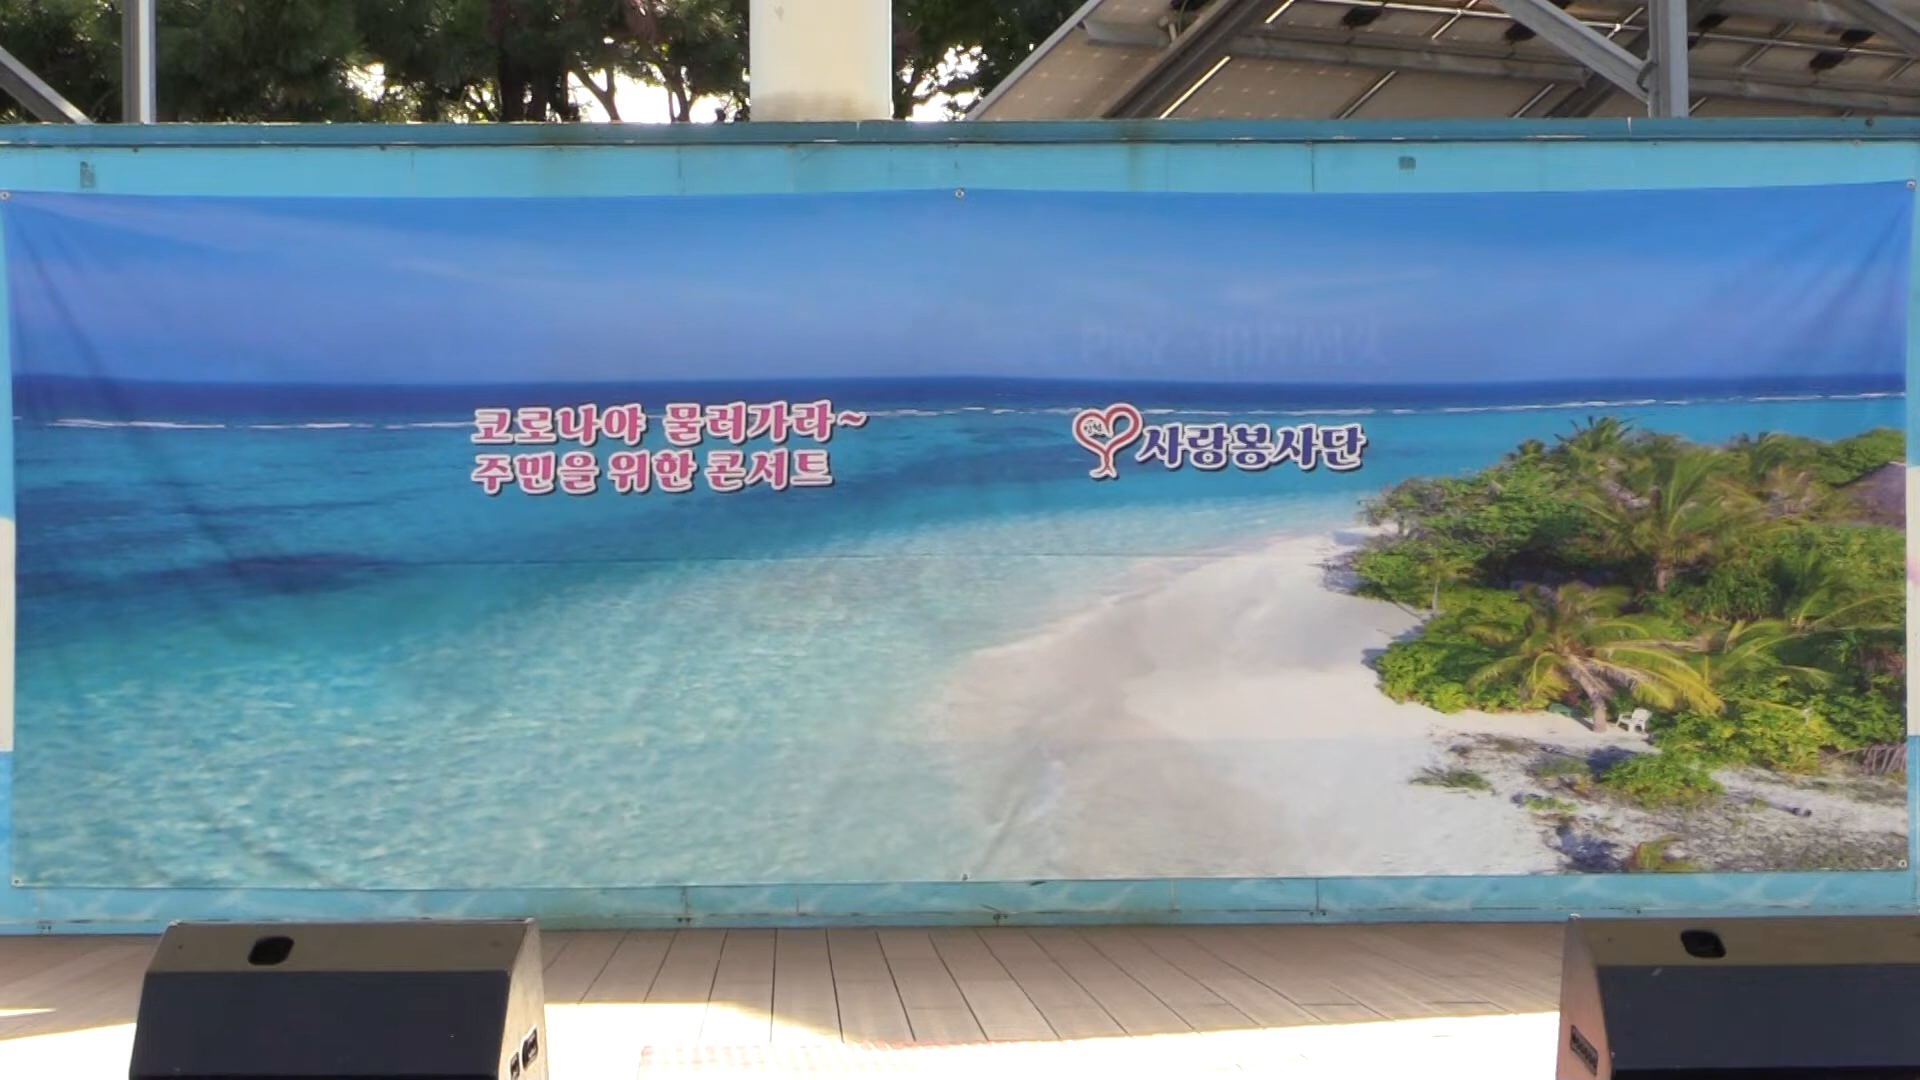 코로나야 물러가라~
주민을 위한 콘서트
사랑봉사단